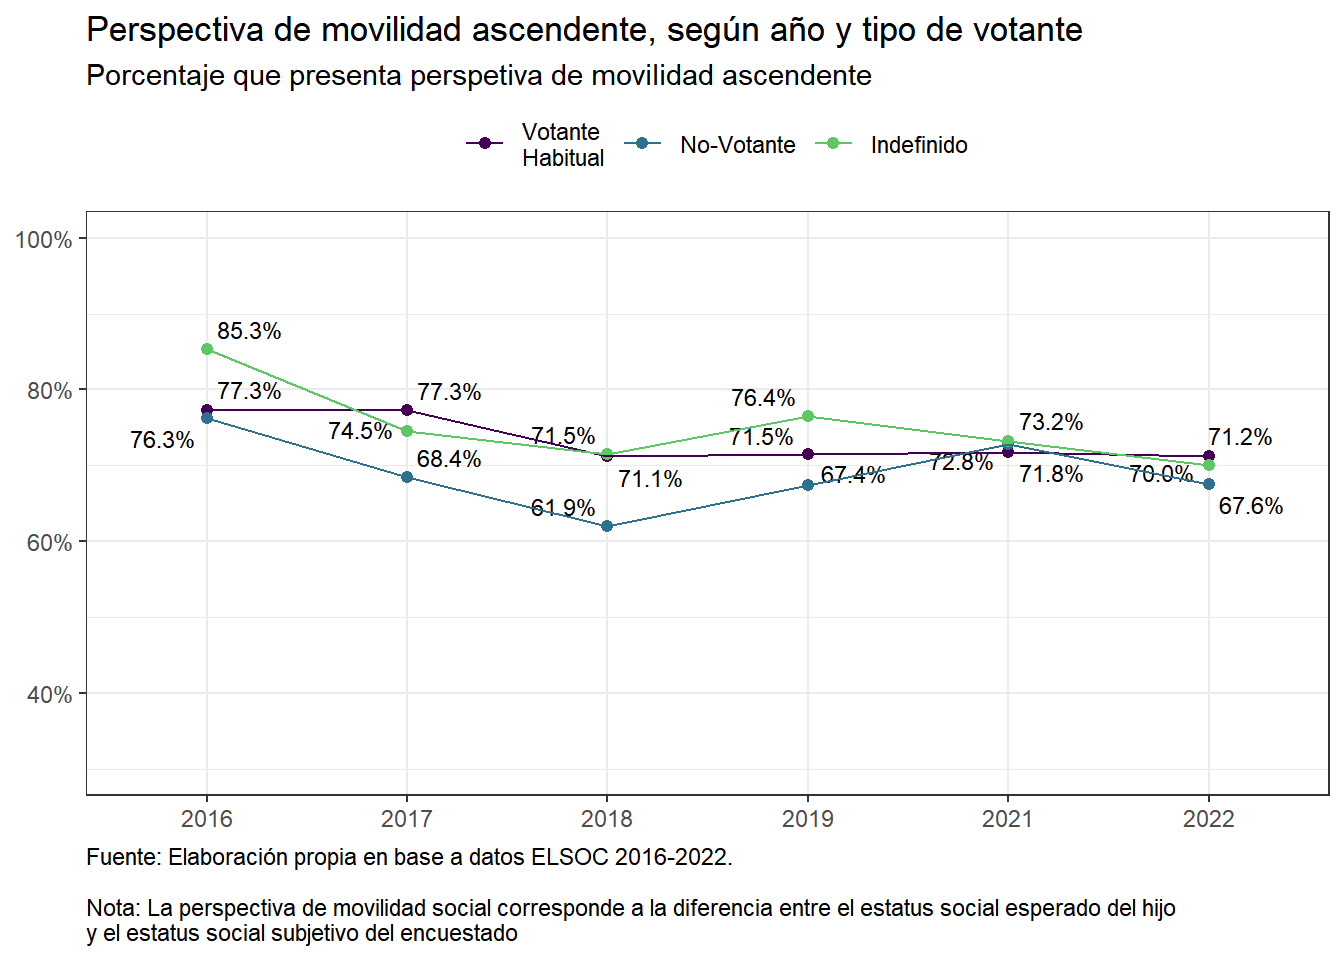 Perspectiva de movilidad ascendente, según año y tipo de votante
Porcentaje que presenta perspetiva de movilidad ascendente
Votante
Habitual
No-Votante
Indefinido
100%
80%
60%
40%
85.3%
77.3%
76.3%
77.3%
74.5%
68.4%
71.5%
71.1%
61.9%
76.4%
71.5%
67.4%
73.2%
72.8%
71.8%
71.2%
70.0%
67.6%
2016 2017 2018 2019 2021 2022
Fuente: Elaboración propia en base a datos ELSOC 2016-2022.
Nota: La perspectiva de movilidad social corresponde a la diferencia entre el estatus social esperado del hijo
y el estatus social subjetivo del encuestado